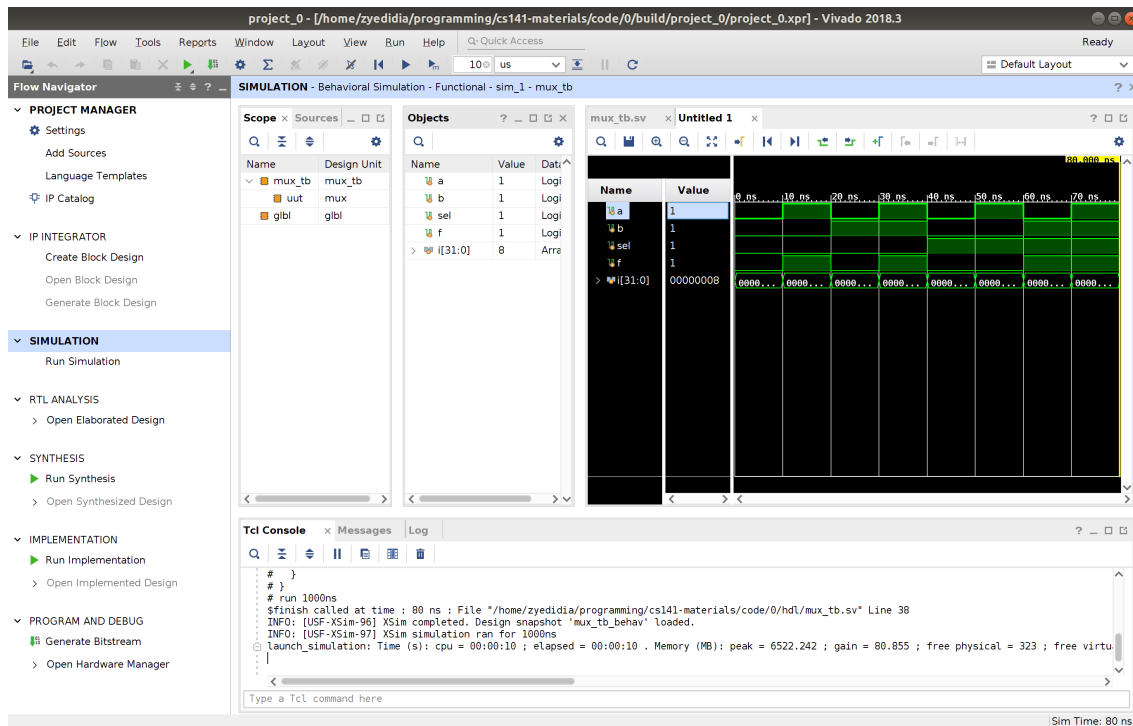 project_0 - [/home/zyedidia/programming/cs141-materials/code/0/build/project_0/project_0.xpr] - Vivado 2018.3
File Edit Flow Tools Reports Window Layout View Run Help Q- Quick Access Ready
10 us Default Layout
Flow Navigator
PROJECT MANAGER
Settings
Add Sources
Language Templates
IP Catalog
IP INTEGRATOR
Create Block Design
Open Block Design
Generate Block Design
SIMULATION
Run Simulation
RTL ANALYSIS
Open Elaborated Design
SYNTHESIS
Run Synthesis
Open Synthesized Design
IMPLEMENTATION
Run Implementation
Open Implemented Design
PROGRAM AND DEBUG
Generate Bitstream
Open Hardware Manager
SIMULATION - Behavioral Simulation - Functional - sim_1 - mux_tb
Scope Sources
Name Design Unit
mux_tb mux_tb
uut mux
glbl glbl
Objects
Name Value Data
a 1 Logi
b 1 Logi
sel 1 Logi
f 1 Logi
i[31:0] 8 Arra
mux_tb.sv Untitled 1
80.000 ns
Name Value
0 ns 10 ns 20 ns 30 ns 40 ns 50 ns 60 ns 70 ns
a 1
b 1
sel 1
f 1
i[31:0] 00000008 0000... 0000... 0000... 0000... 0000... 0000... 0000... 0000...
Tcl Console Messages Log
# }
# }
# run 1000ns
$finish called at time : 80 ns : File "/home/zyedidia/programming/cs141-materials/code/0/hdl/mux_tb.sv" Line 38
INFO: [USF-XSim-96] XSim completed. Design snapshot 'mux_tb_behav' loaded.
INFO: [USF-XSim-97] XSim simulation ran for 1000ns
launch_simulation: Time (s): cpu = 00:00:10 ; elapsed = 00:00:10 . Memory (MB): peak = 6522.242 ; gain = 80.855 ; free physical = 323 ; free virtu
Type a Tcl command here
Sim Time: 80 ns